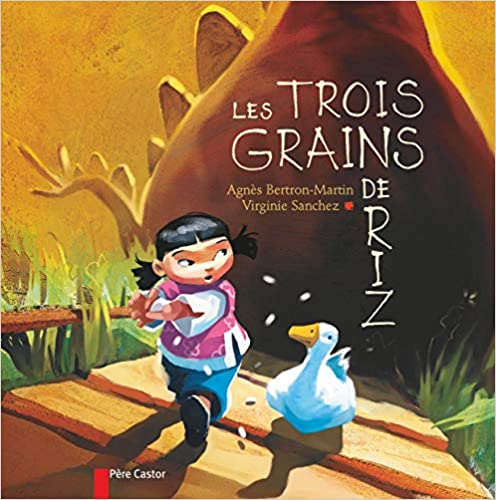 LES TROIS
GRAINS
DE
RIZ
Agnès Bertron-Martin
Virginie Sanchez
Père Castor